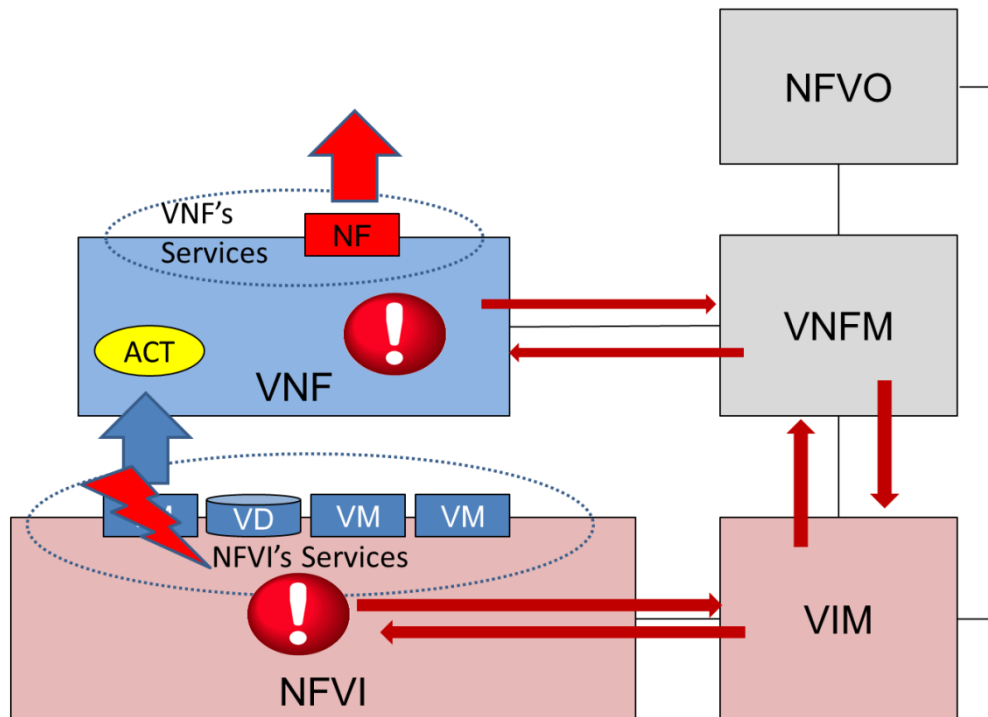 NFVO
VNF's
Services
NF
ACT
VNF
VNFM
VD
VM
VM
NFVI's Services
NFVI
VIM